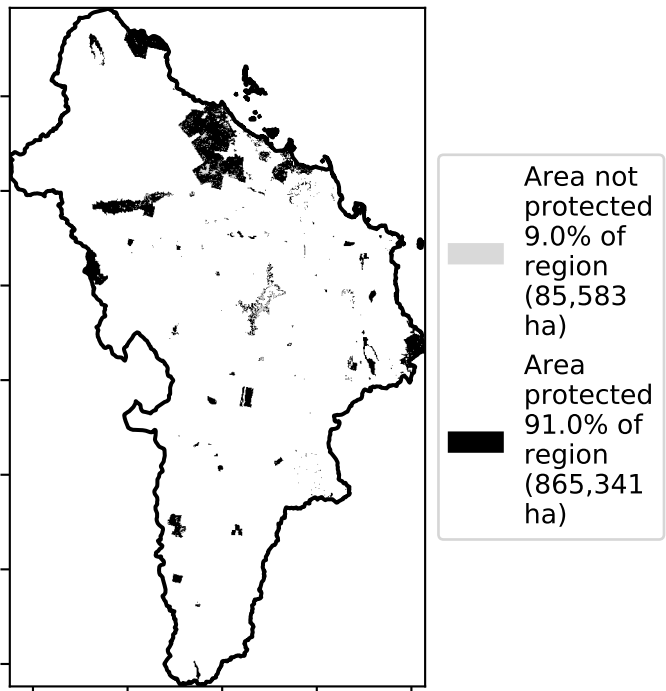 Area not
protected
9.0% of
region
(85,583
ha)
Area
protected
91.0% of
region
(865,341
ha)